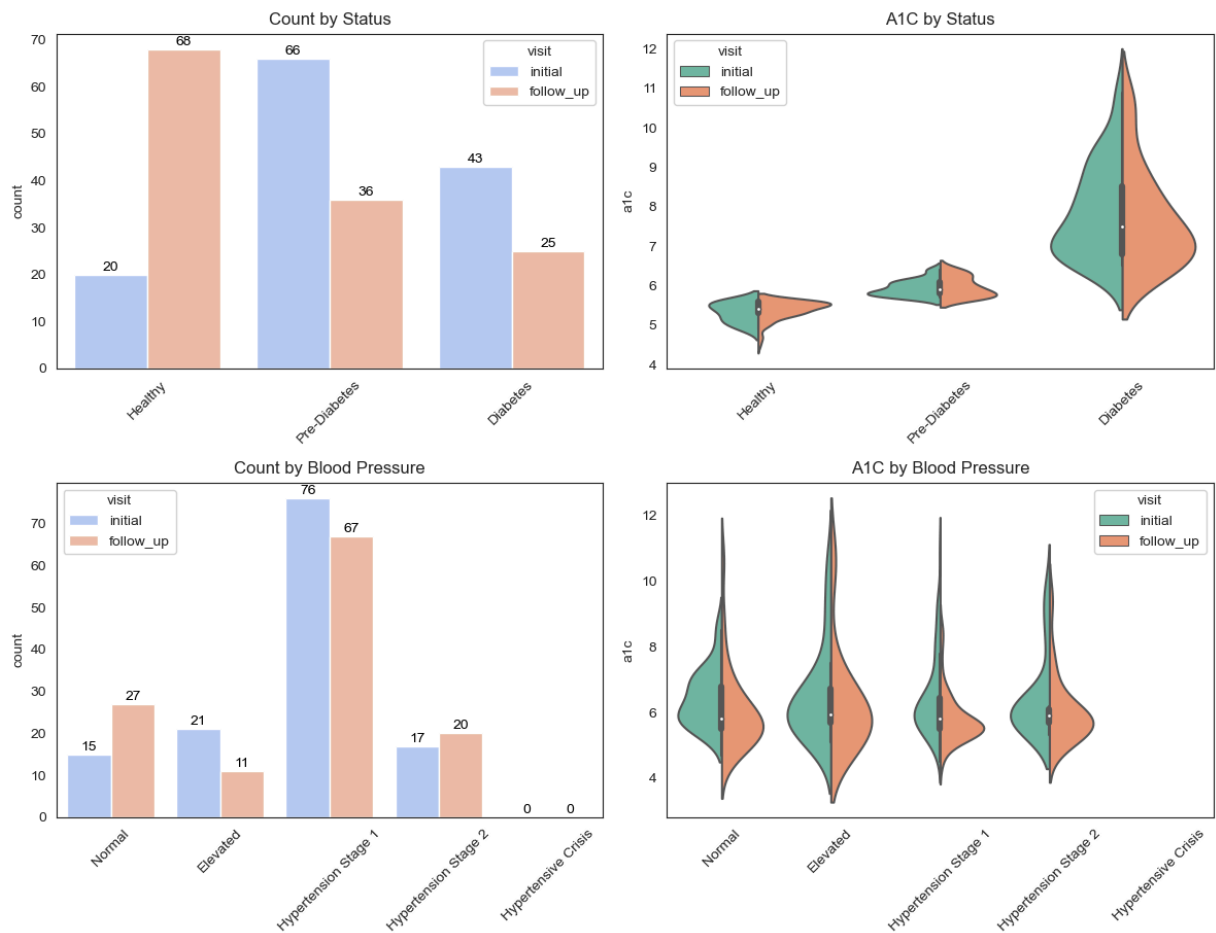 Count by Status
70
60
50
40
30
20
10
0
count
20
68
66
36
43
25
visit
initial
follow_up
Healthy
Pre-Diabetes
Diabetes
A1C by Status
12
11
10
9
8
7
6
5
4
a1c
visit
initial
follow_up
Healthy
Pre-Diabetes
Diabetes
Count by Blood Pressure
70
60
50
40
30
20
10
0
count
visit
initial
follow_up
15
27
21
11
76
67
17
20
0
0
Normal
Elevated
Hypertension Stage 1
Hypertension Stage 2
Hypertensive Crisis
A1C by Blood Pressure
12
10
8
6
4
a1c
visit
initial
follow_up
Normal
Elevated
Hypertension Stage 1
Hypertension Stage 2
Hypertensive Crisis